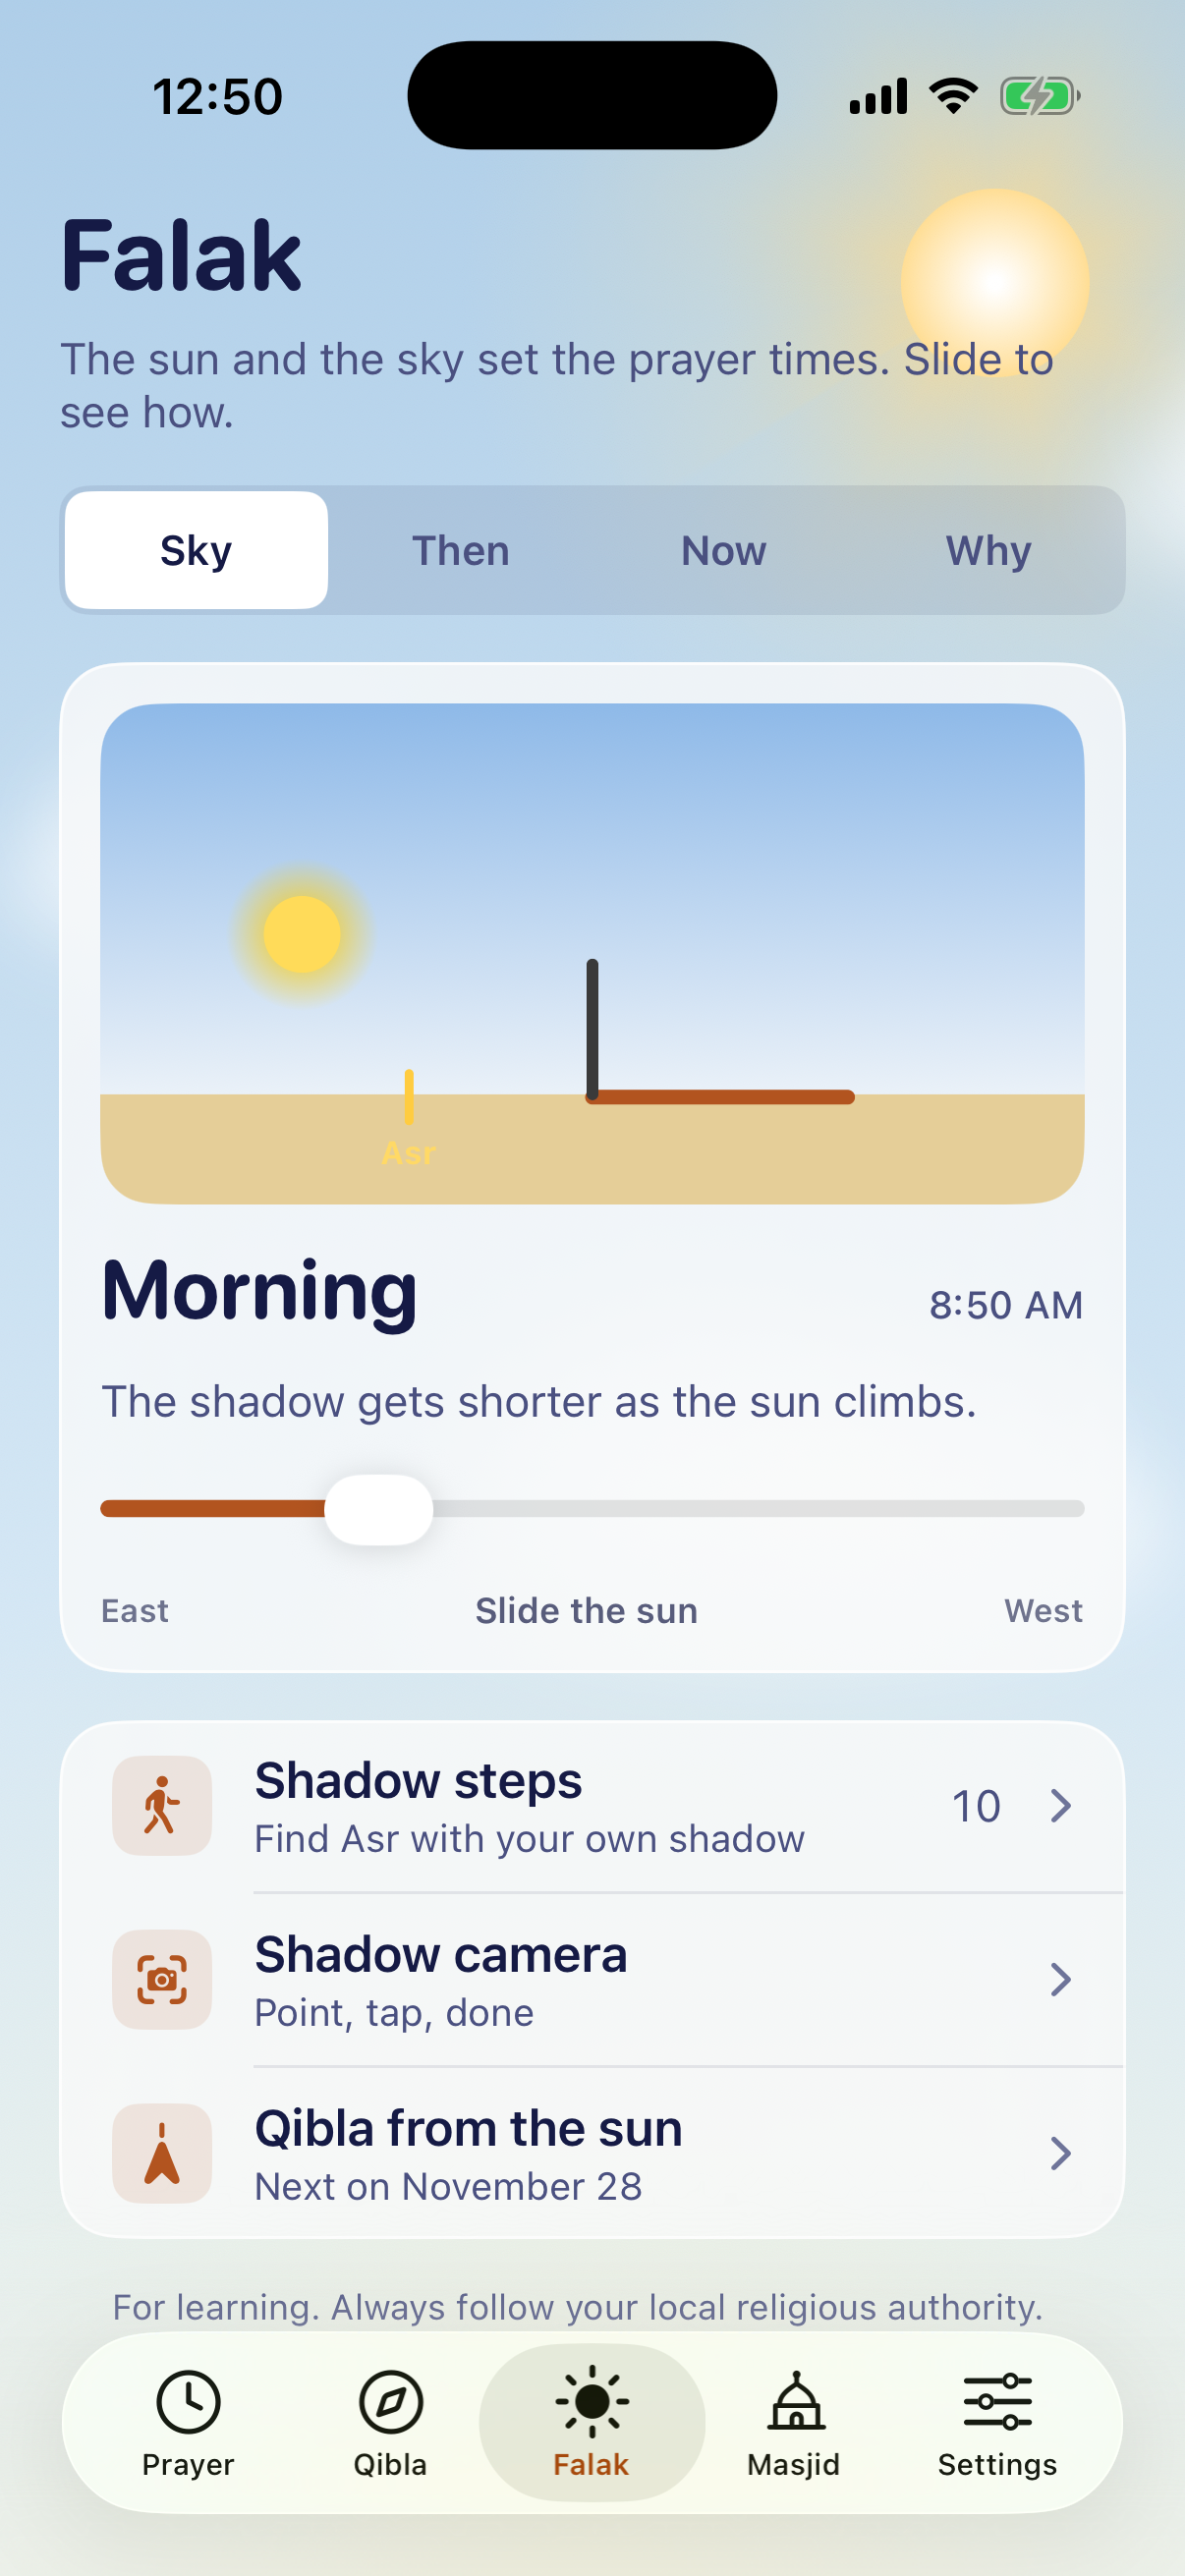 12:50
Falak
The sun and the sky set the prayer times. Slide to
see how.
Sky
Then
Now
Why
Asr
Morning
8:50 AM
The shadow gets shorter as the sun climbs.
East
Slide the sun
West
Shadow steps
Find Asr with your own shadow
10
Shadow camera
Point, tap, done
Qibla from the sun
Next on November 28
For learning. Always follow your local religious authority.
Prayer
Qibla
Falak
Masjid
Settings